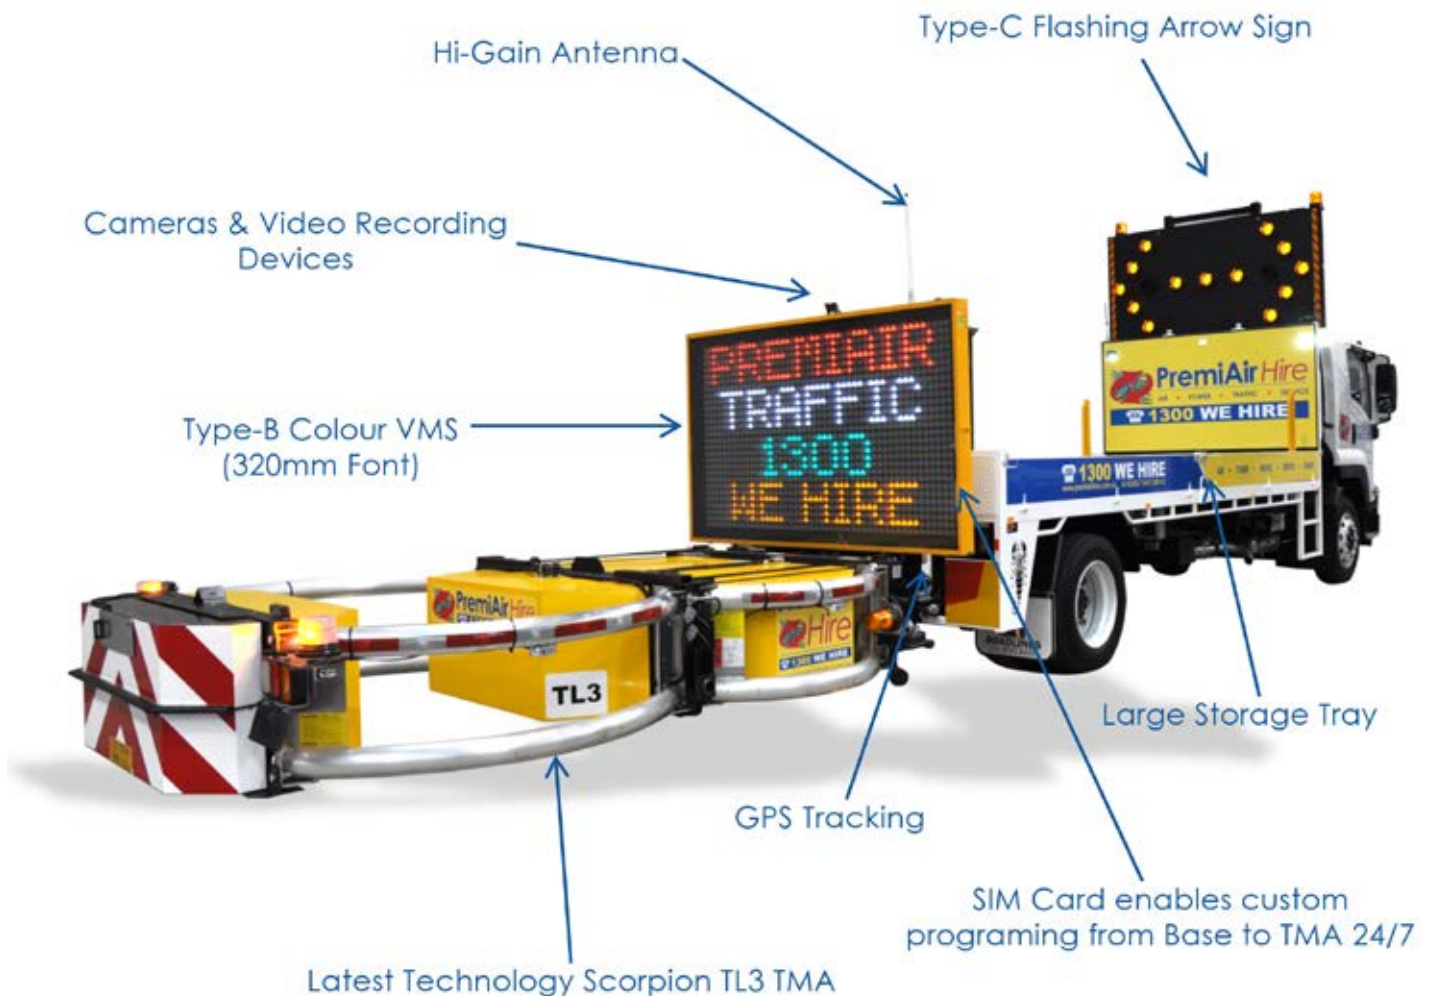 Type-C Flashing Arrow Sign
Hi-Gain Antenna
Cameras & Video Recording
Devices
PREMIAIR
TRAFFIC
1300
WE HIRE
PremiAir Hire
AIR • POWER • TRAFFIC •
1300 WE HIRE
Type-B Colour VMS
(320mm Font)
1300 WE HIRE
PremiAir Hire
Hire
1300 WE HIRE
TL3
Large Storage Tray
GPS Tracking
SIM Card enables custom
programing from Base to TMA 24/7
Latest Technology Scorpion TL3 TMA